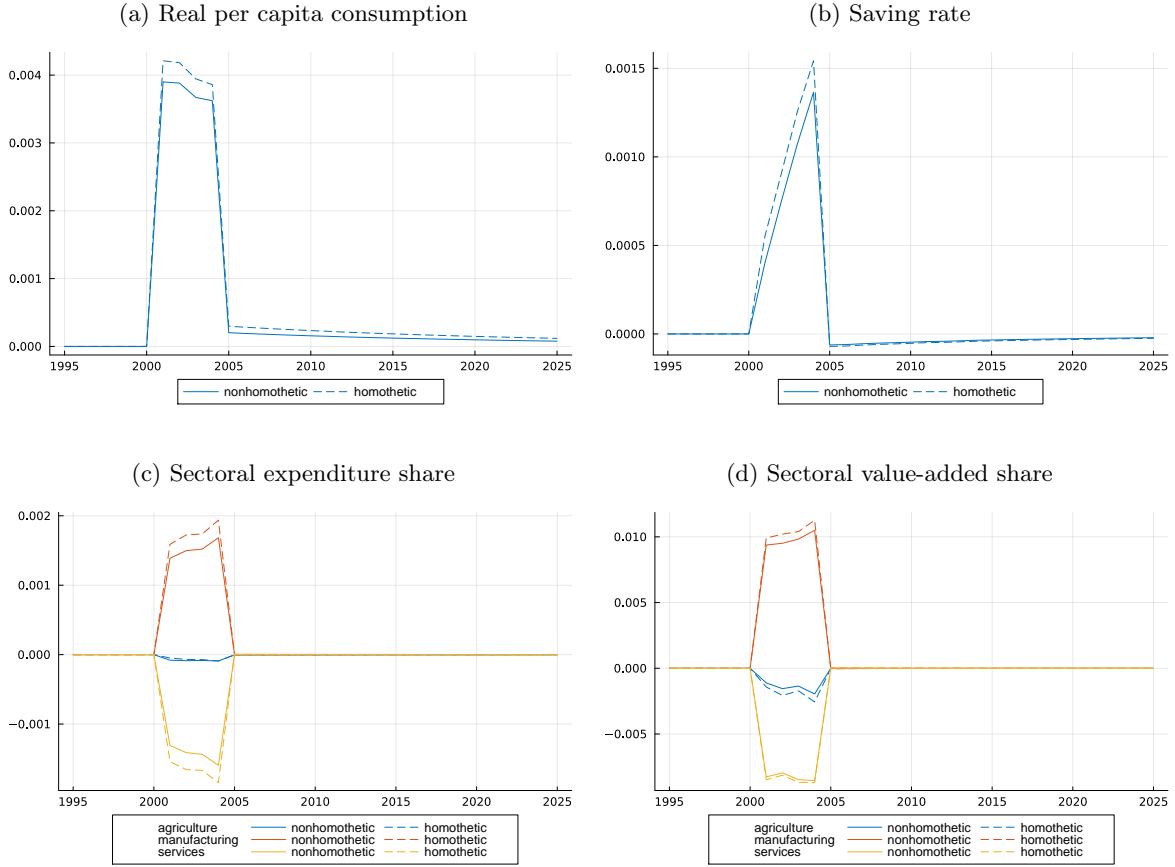 (a) Real per capita consumption
0.004
0.003
0.002
0.001
0.000
1995 2000 2005 2010 2015 2020 2025
nonhomothetic homothetic
(b) Saving rate
0.0015
0.0010
0.0005
0.0000
1995 2000 2005 2010 2015 2020 2025
nonhomothetic homothetic
(c) Sectoral expenditure share
0.002
0.001
0.000
−0.001
1995 2000 2005 2010 2015 2020 2025
agriculture nonhomothetic homothetic
manufacturing nonhomothetic homothetic
services nonhomothetic homothetic
(d) Sectoral value-added share
0.010
0.005
0.000
−0.005
1995 2000 2005 2010 2015 2020 2025
agriculture nonhomothetic homothetic
manufacturing nonhomothetic homothetic
services nonhomothetic homothetic